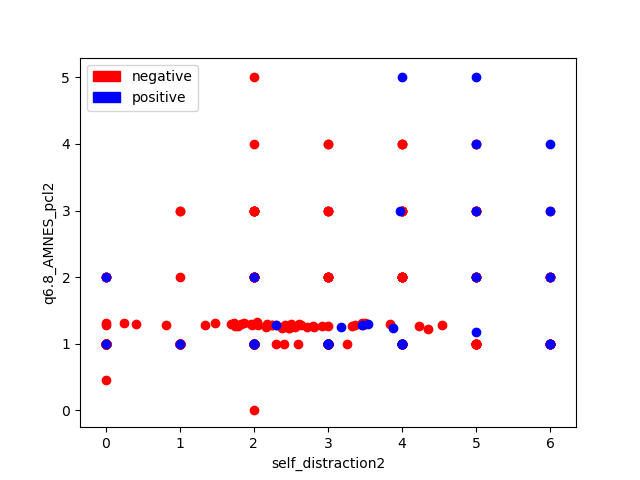 negative
positive
5
4
3
2
1
0
q6.8_AMNES_pcl2
0 1 2 3 4 5 6
self_distraction2